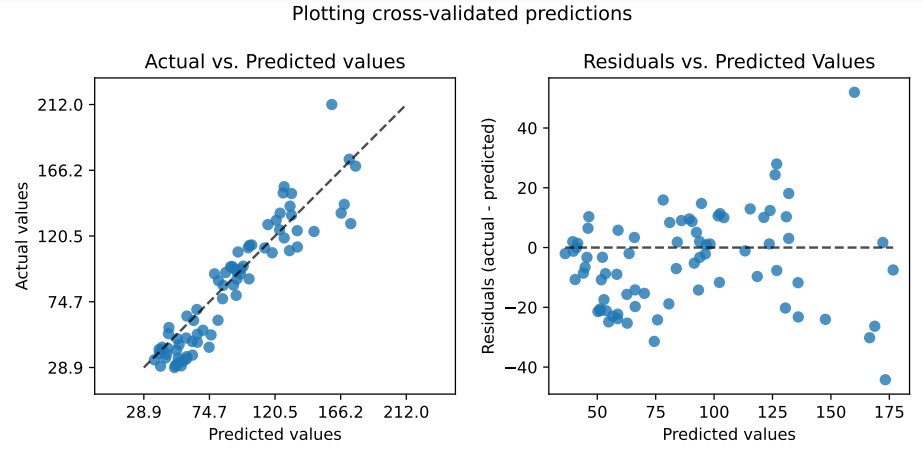 Plotting cross-validated predictions
Actual vs. Predicted values
Actual values
212.0
166.2
120.5
74.7
28.9
28.9 74.7 120.5 166.2 212.0
Predicted values
Residuals vs. Predicted Values
Residuals (actual - predicted)
40
20
0
−20
−40
50 75 100 125 150 175
Predicted values